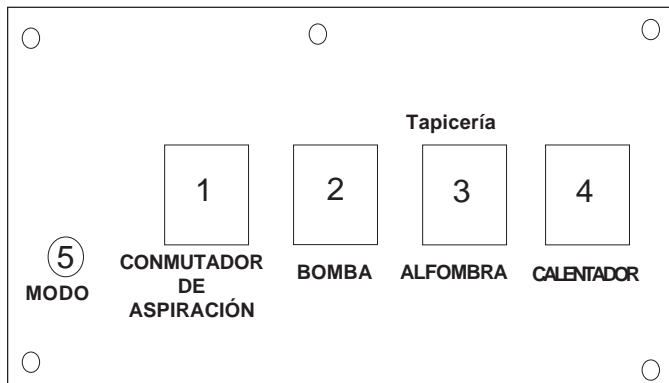 Tapicería
1
2
3
4
5
MODO
CONMUTADOR
DE
ASPIRACIÓN
BOMBA
ALFOMBRA
CALENTADOR